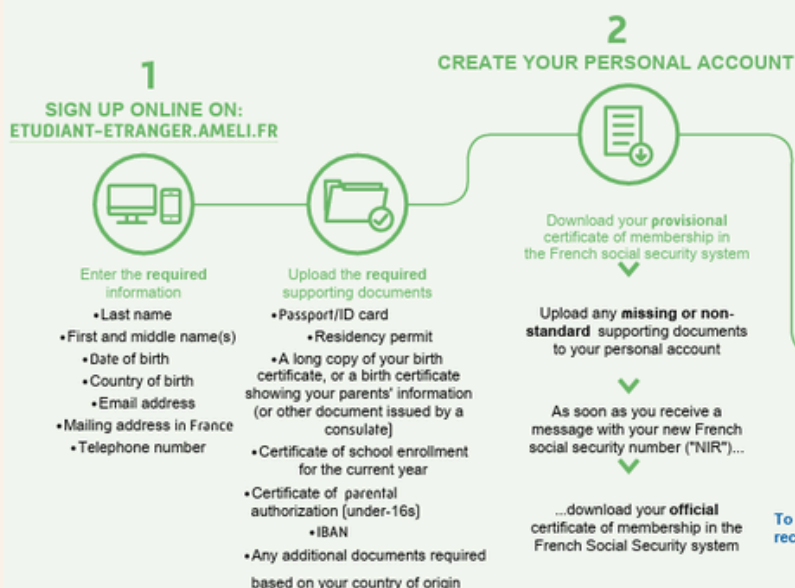 1
SIGN UP ONLINE ON:
ETUDIANT-ETRANGER.AMELI.FR
Enter the required
information
•Last name
•First and middle name(s)
•Date of birth
•Country of birth
•Email address
•Mailing address in France
•Telephone number
Upload the required
supporting documents
•Passport/ID card
•Residency permit
•A long copy of your birth
certificate, or a birth certificate
showing your parents' information
(or other document issued by a
consulate)
•Certificate of school enrollment
for the current year
•Certificate of parental
authorization (under-16s)
•IBAN
•Any additional documents required
based on your country of origin
2
CREATE YOUR PERSONAL ACCOUNT
Download your provisional
certificate of membership in
the French social security system
Upload any missing or non-
standard supporting documents
to your personal account
As soon as you receive a
message with your new French
social security number ("NIR")...
...download your official
certificate of membership in the
French Social Security system
To